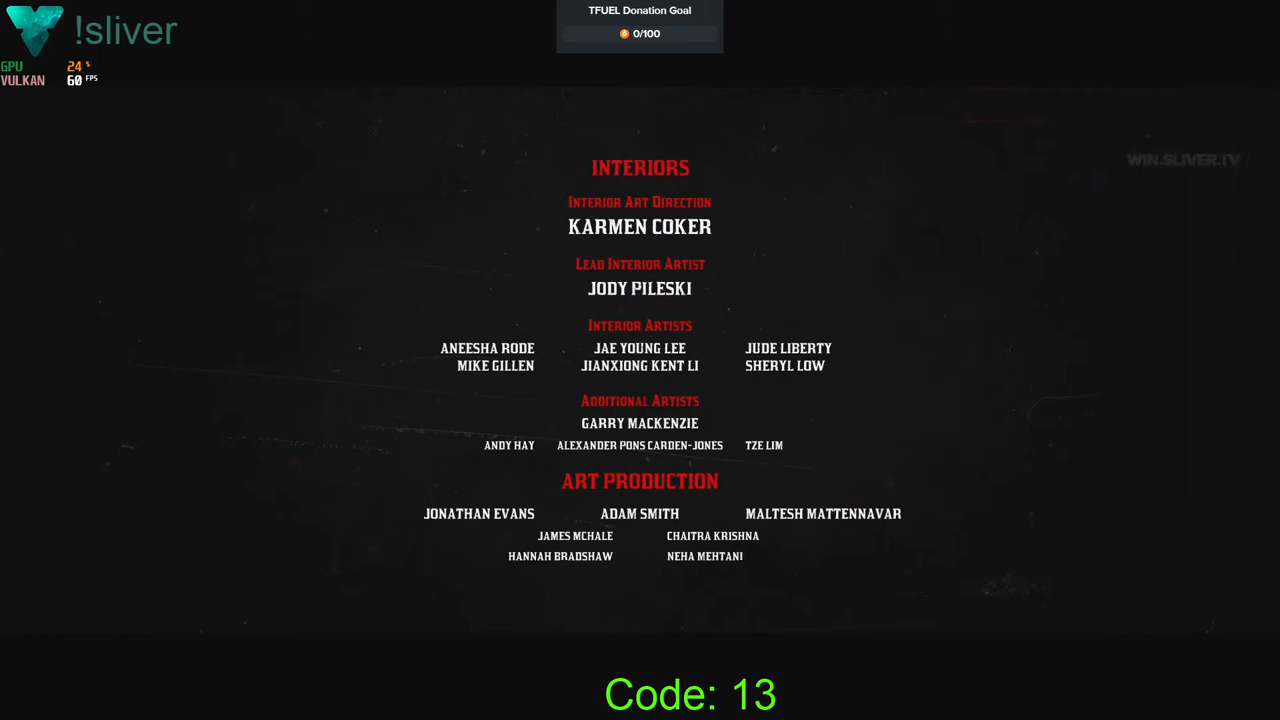 !sliver
TFUEL Donation Goal
0/100
GPU 24 %
VULKAN 60 FPS
WIN.SLIVER.TV
INTERIORS
INTERIOR ART DIRECTION
KARMEN COKER
LEAD INTERIOR ARTIST
JODY PILESKI
INTERIOR ARTISTS
ANEESHA RODE JAE YOUNG LEE JUDE LIBERTY
MIKE GILLEN JIANXIONG KENT LI SHERYL LOW
ADDITIONAL ARTISTS
GARRY MACKENZIE
ANDY HAY ALEXANDER PONS CARDEN-JONES TZE LIM
ART PRODUCTION
JONATHAN EVANS ADAM SMITH MALTESH MATTENNAVAR
JAMES MCHALE CHAITRA KRISHNA
HANNAH BRADSHAW NEHA MEHTANI
Code: 13